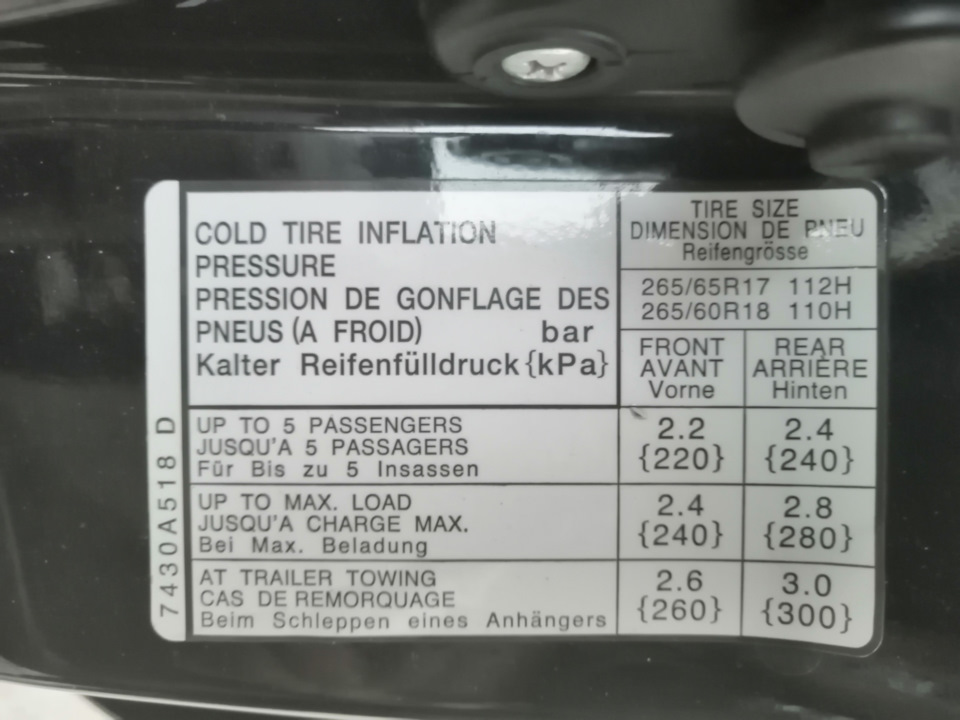 COLD TIRE INFLATION
PRESSURE
PRESSION DE GONFLAGE DES
PNEUS (A FROID) bar
Kalter Reifenfülldruck {kPa}
TIRE SIZE
DIMENSION DE PNEU
Reifengrösse
265/65R17 112H
265/60R18 110H
FRONT
AVANT
Vorne
REAR
ARRIÈRE
Hinten
UP TO 5 PASSENGERS
JUSQU'A 5 PASSAGERS
Für Bis zu 5 Insassen
2.2
{220}
2.4
{240}
UP TO MAX. LOAD
JUSQU'A CHARGE MAX.
Bei Max. Beladung
2.4
{240}
2.8
{280}
AT TRAILER TOWING
CAS DE REMORQUAGE
Beim Schleppen eines Anhängers
2.6
{260}
3.0
{300}
7430A518 D